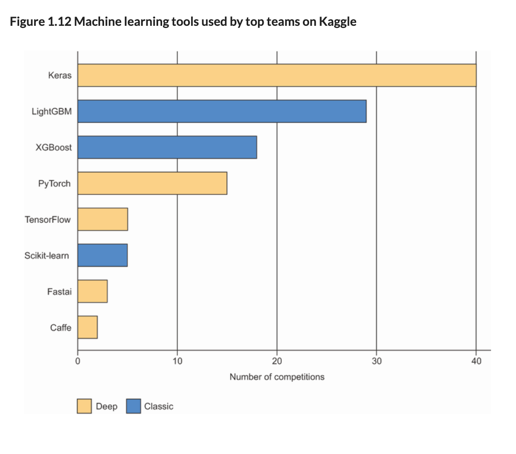 Figure 1.12 Machine learning tools used by top teams on Kaggle
Keras
LightGBM
XGBoost
PyTorch
TensorFlow
Scikit-learn
Fastai
Caffe
0 10 20 30 40
Number of competitions
Deep Classic